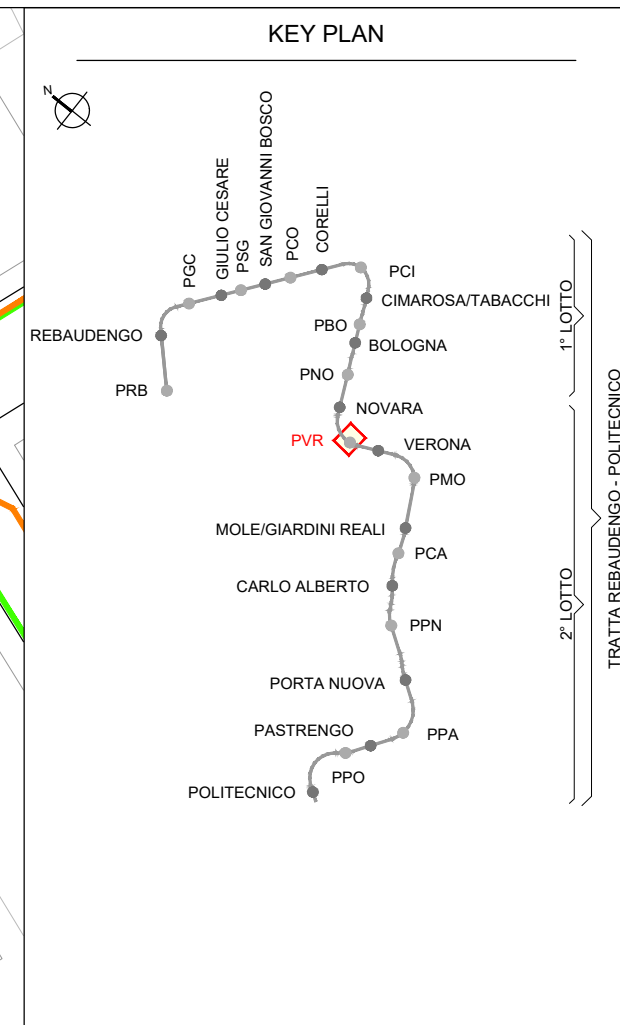 KEY PLAN
N
PGC
GIULIO CESARE
PSG
SAN GIOVANNI BOSCO
PCO
CORELLI
PCI
CIMAROSA/TABACCHI
REBAUDENGO
PBO
BOLOGNA
PNO
PRB
NOVARA
PVR
VERONA
PMO
MOLE/GIARDINI REALI
PCA
CARLO ALBERTO
PPN
PORTA NUOVA
PASTRENGO
PPA
PPO
POLITECNICO
1° LOTTO
2° LOTTO
TRATTA REBAUDENGO - POLITECNICO